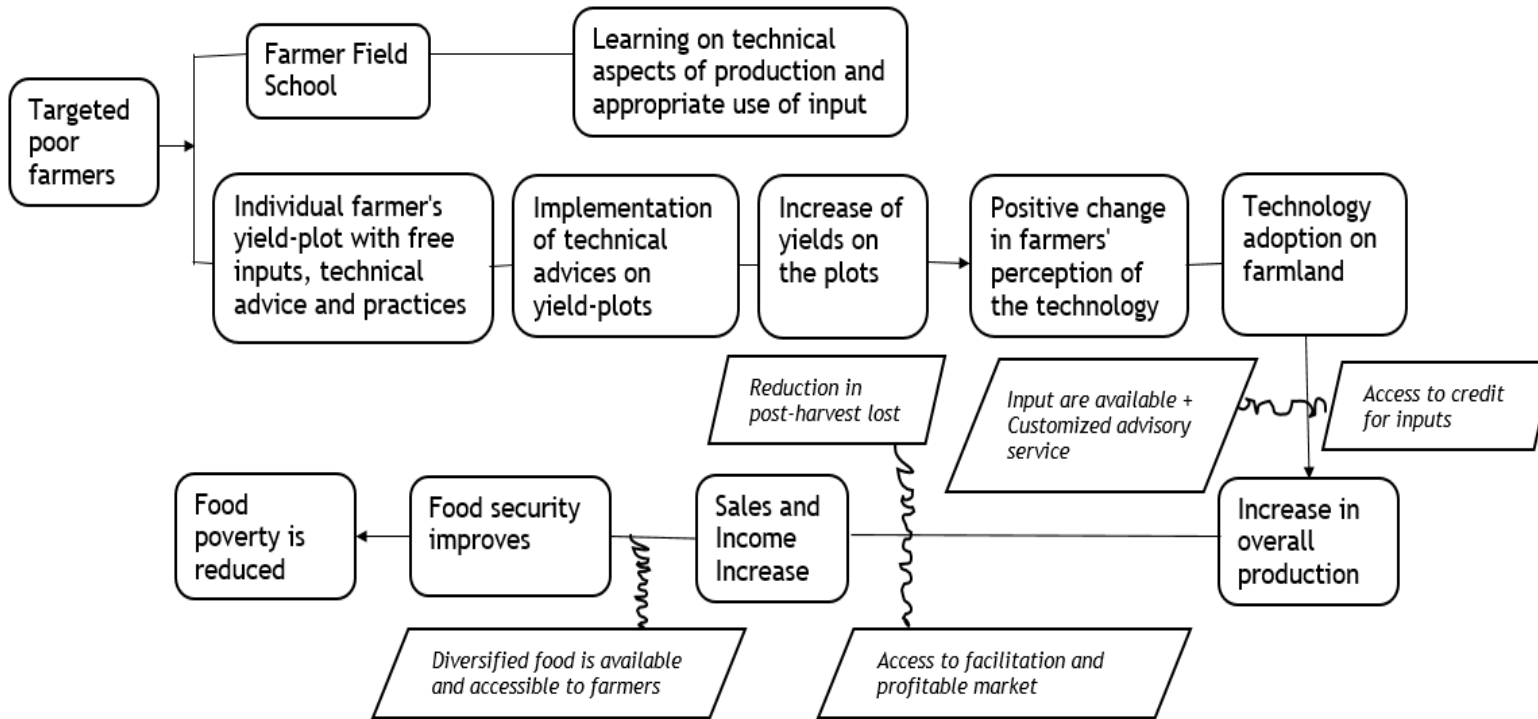 Targeted
poor
farmers
Farmer Field
School
Learning on technical
aspects of production and
appropriate use of input
Individual farmer's
yield-plot with free
inputs, technical
advice and practices
Implementation
of technical
advices on
yield-plots
Increase of
yields on
the plots
Positive change
in farmers'
perception of
the technology
Technology
adoption on
farmland
Reduction in
post-harvest lost
Input are available +
Customized advisory
service
Access to credit
for inputs
Food
poverty is
reduced
Food security
improves
Sales and
Income
Increase
Increase in
overall
production
Diversified food is available
and accessible to farmers
Access to facilitation and
profitable market